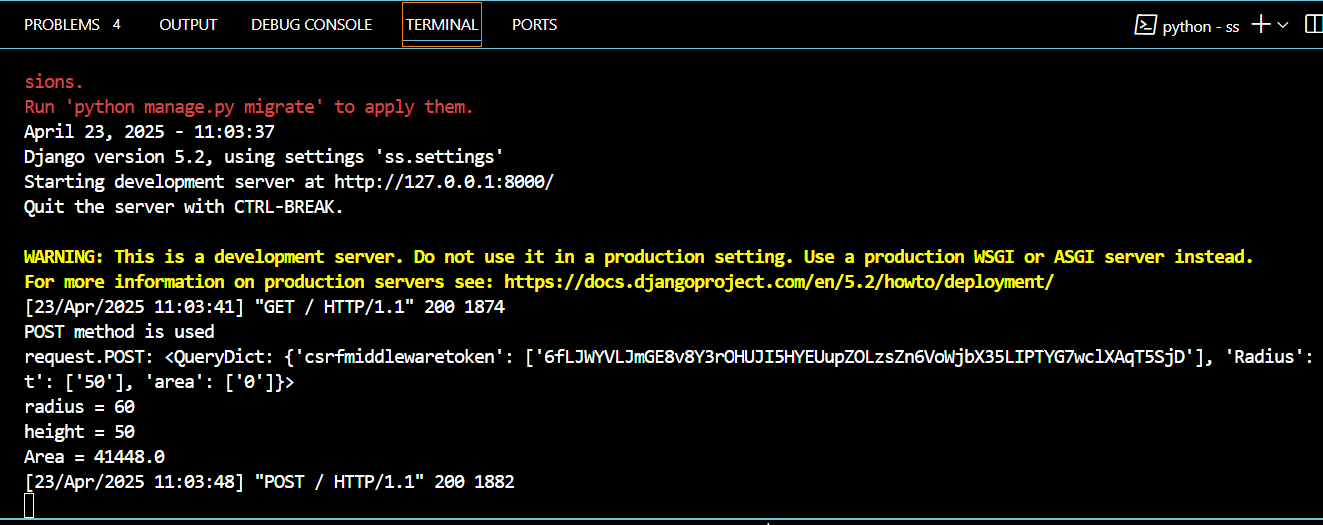 PROBLEMS 4 OUTPUT DEBUG CONSOLE TERMINAL PORTS python - ss
sions.
Run 'python manage.py migrate' to apply them.
April 23, 2025 - 11:03:37
Django version 5.2, using settings 'ss.settings'
Starting development server at http://127.0.0.1:8000/
Quit the server with CTRL-BREAK.
WARNING: This is a development server. Do not use it in a production setting. Use a production WSGI or ASGI server instead.
For more information on production servers see: https://docs.djangoproject.com/en/5.2/howto/deployment/
[23/Apr/2025 11:03:41] "GET / HTTP/1.1" 200 1874
POST method is used
request.POST: <QueryDict: {'csrfmiddlewaretoken': ['6fLJWYVLJmGE8v8Y3rOHUJI5HYEUupZOLzsZn6VoWjbX35LIPTYG7wclXAqT5SjD'], 'Radius':
t': ['50'], 'area': ['0']}>
radius = 60
height = 50
Area = 41448.0
[23/Apr/2025 11:03:48] "POST / HTTP/1.1" 200 1882